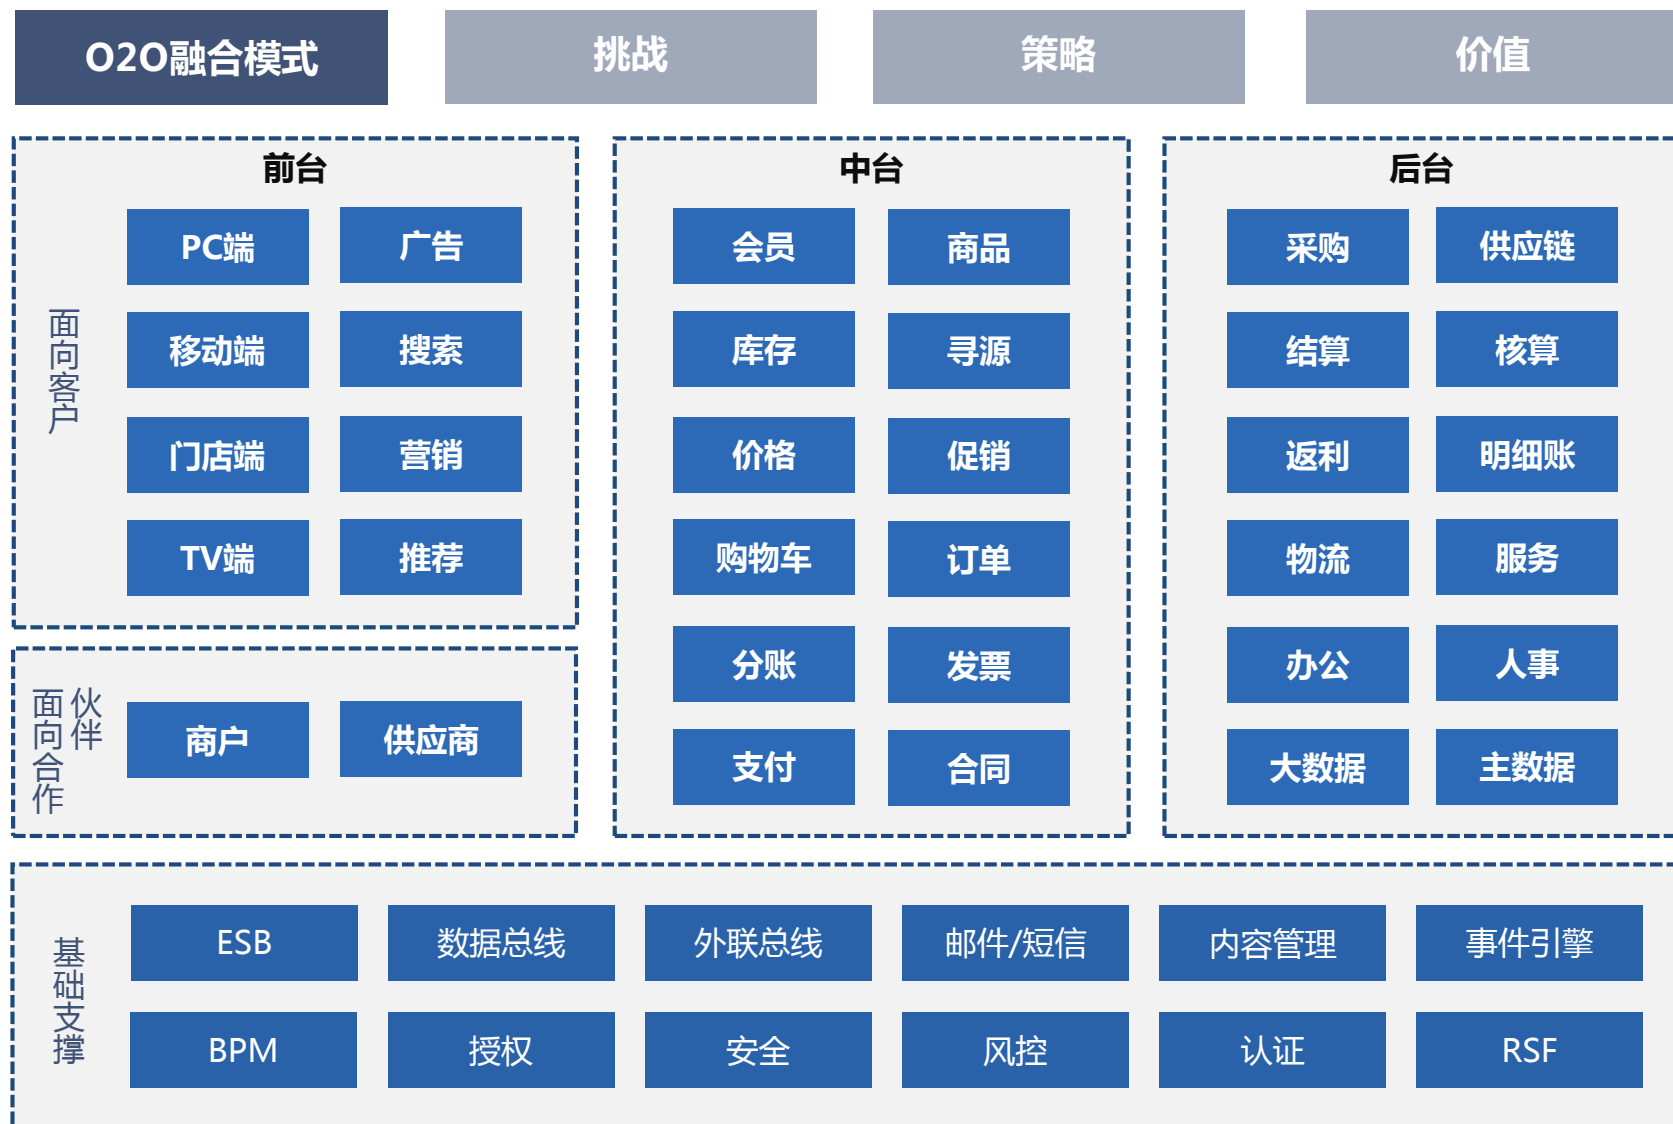 O2O融合模式
挑战
策略
价值
前台
面向客户
PC端
广告
移动端
搜索
门店端
营销
TV端
推荐
面向合作
伙伴
商户
供应商
中台
会员
商品
库存
寻源
价格
促销
购物车
订单
分账
发票
支付
合同
后台
采购
供应链
结算
核算
返利
明细账
物流
服务
办公
人事
大数据
主数据
基础支撑
ESB
数据总线
外联总线
邮件/短信
内容管理
事件引擎
BPM
授权
安全
风控
认证
RSF